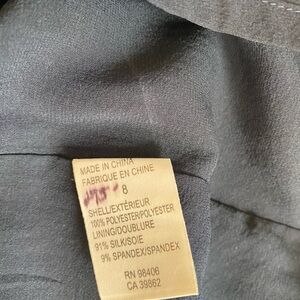 MADE IN CHINA
FABRIQUE EN CHINE
8
SHELL/EXTÉRIEUR
100% POLYESTER/POLYESTER
LINING/DOUBLURE
91% SILK/SOIE
9% SPANDEX/SPANDEX
RN 98406
CA 39862